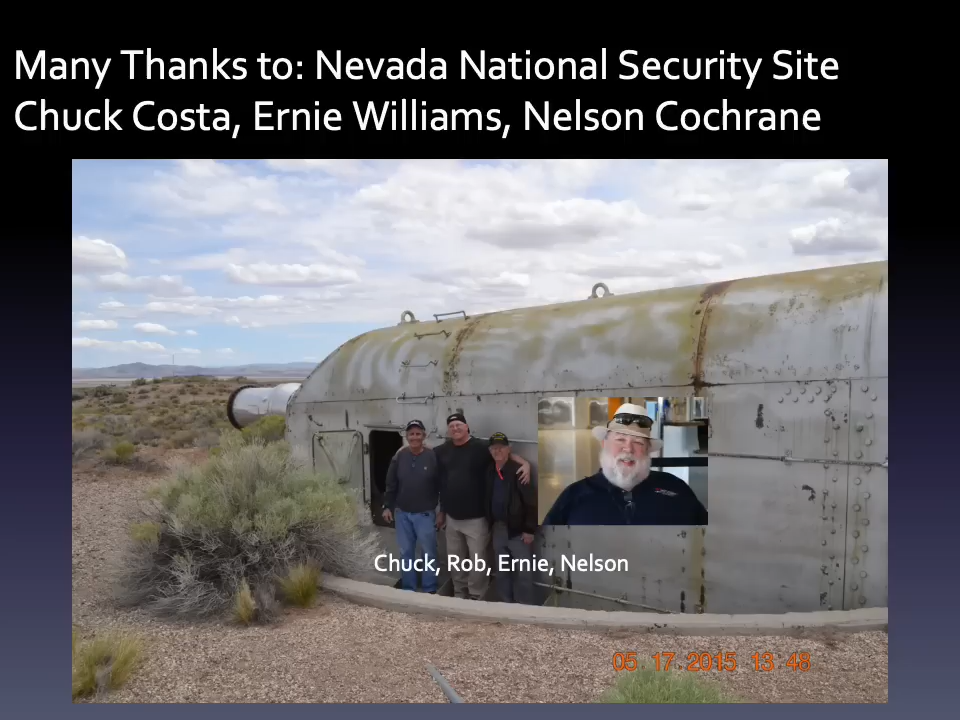 Many Thanks to: Nevada National Security Site
Chuck Costa, Ernie Williams, Nelson Cochrane
Chuck, Rob, Ernie, Nelson
05 17 2015 13 48